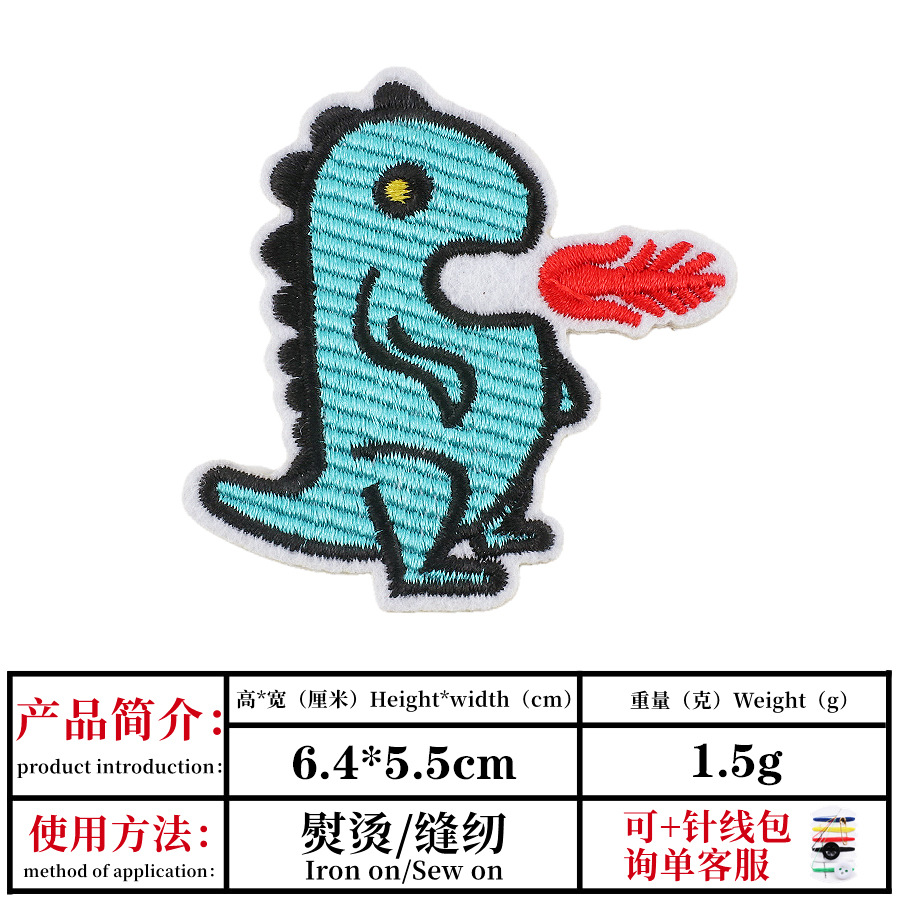 产品简介：
product introduction：
高*宽（厘米）Height*width（cm）
重量（克）Weight（g）
6.4*5.5cm
1.5g
使用方法：
method of application：
熨烫/缝纫
Iron on/Sew on
可+针线包
询单客服